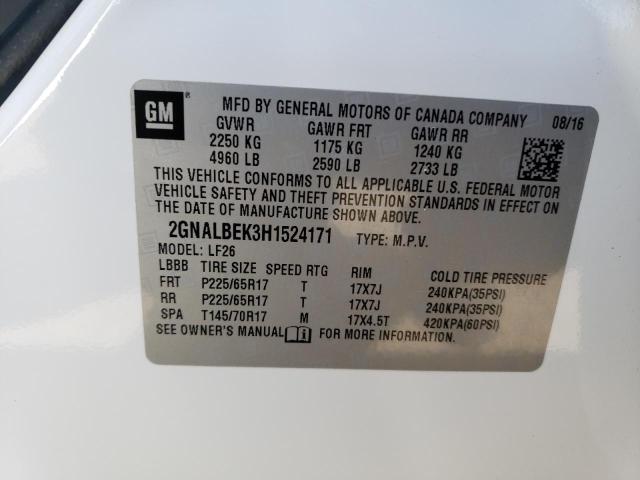 GM ®
MFD BY GENERAL MOTORS OF CANADA COMPANY 08/16
GVWR GAWR FRT GAWR RR
2250 KG 1175 KG 1240 KG
4960 LB 2590 LB 2733 LB
THIS VEHICLE CONFORMS TO ALL APPLICABLE U.S. FEDERAL MOTOR
VEHICLE SAFETY AND THEFT PREVENTION STANDARDS IN EFFECT ON
THE DATE OF MANUFACTURE SHOWN ABOVE.
2GNALBEK3H1524171 TYPE: M.P.V.
MODEL: LF26
LBBB TIRE SIZE SPEED RTG RIM COLD TIRE PRESSURE
FRT P225/65R17 T 17X7J 240KPA(35PSI)
RR P225/65R17 T 17X7J 240KPA(35PSI)
SPA T145/70R17 M 17X4.5T 420KPA(60PSI)
SEE OWNER'S MANUAL FOR MORE INFORMATION.